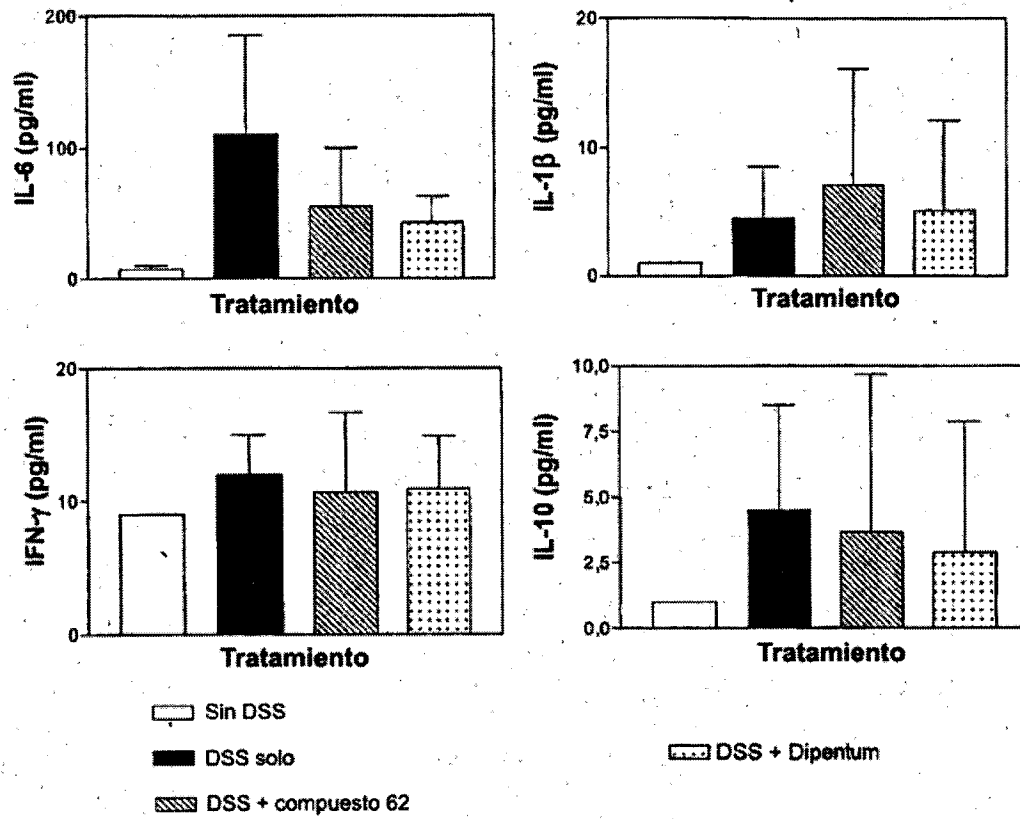 IL-6 (pg/ml)
200
100
0
Tratamiento
IL-1β (pg/ml)
20
10
0
Tratamiento
IFN-γ (pg/ml)
20
10
0
Tratamiento
IL-10 (pg/ml)
10,0
7,5
5,0
2,5
0,0
Tratamiento
Sin DSS
DSS solo
DSS + compuesto 62
DSS + Dipentum